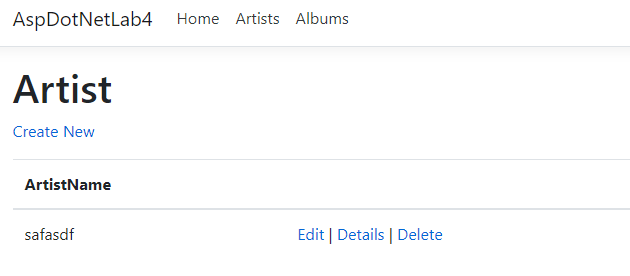 AspDotNetLab4 Home Artists Albums
Artist
Create New
ArtistName
safasdf Edit | Details | Delete